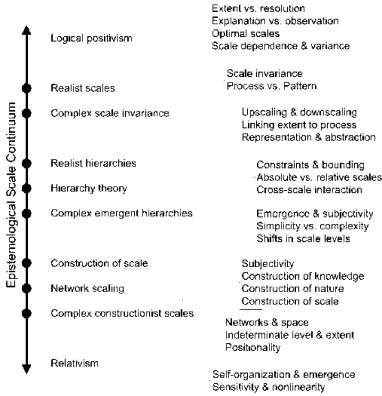 Extent vs. resolution
Explanation vs. observation
Logical positivism
Optimal scales
Scale dependence & variance
Scale invariance
Realist scales
Process vs. Pattern
Complex scale invariance
Upscaling & downscaling
Linking extent to process
Representation & abstraction
Realist hierarchies
Constraints & bounding
Absolute vs. relative scales
Hierarchy theory
Cross-scale interaction
Complex emergent hierarchies
Emergence & subjectivity
Simplicity vs. complexity
Shifts in scale levels
Construction of scale
Subjectivity
Construction of knowledge
Network scaling
Construction of nature
Construction of scale
Complex constructionist scales
Networks & space
Indeterminate level & extent
Positionality
Relativism
Self-organization & emergence
Sensitivity & nonlinearity
Epistemological Scale Continuum